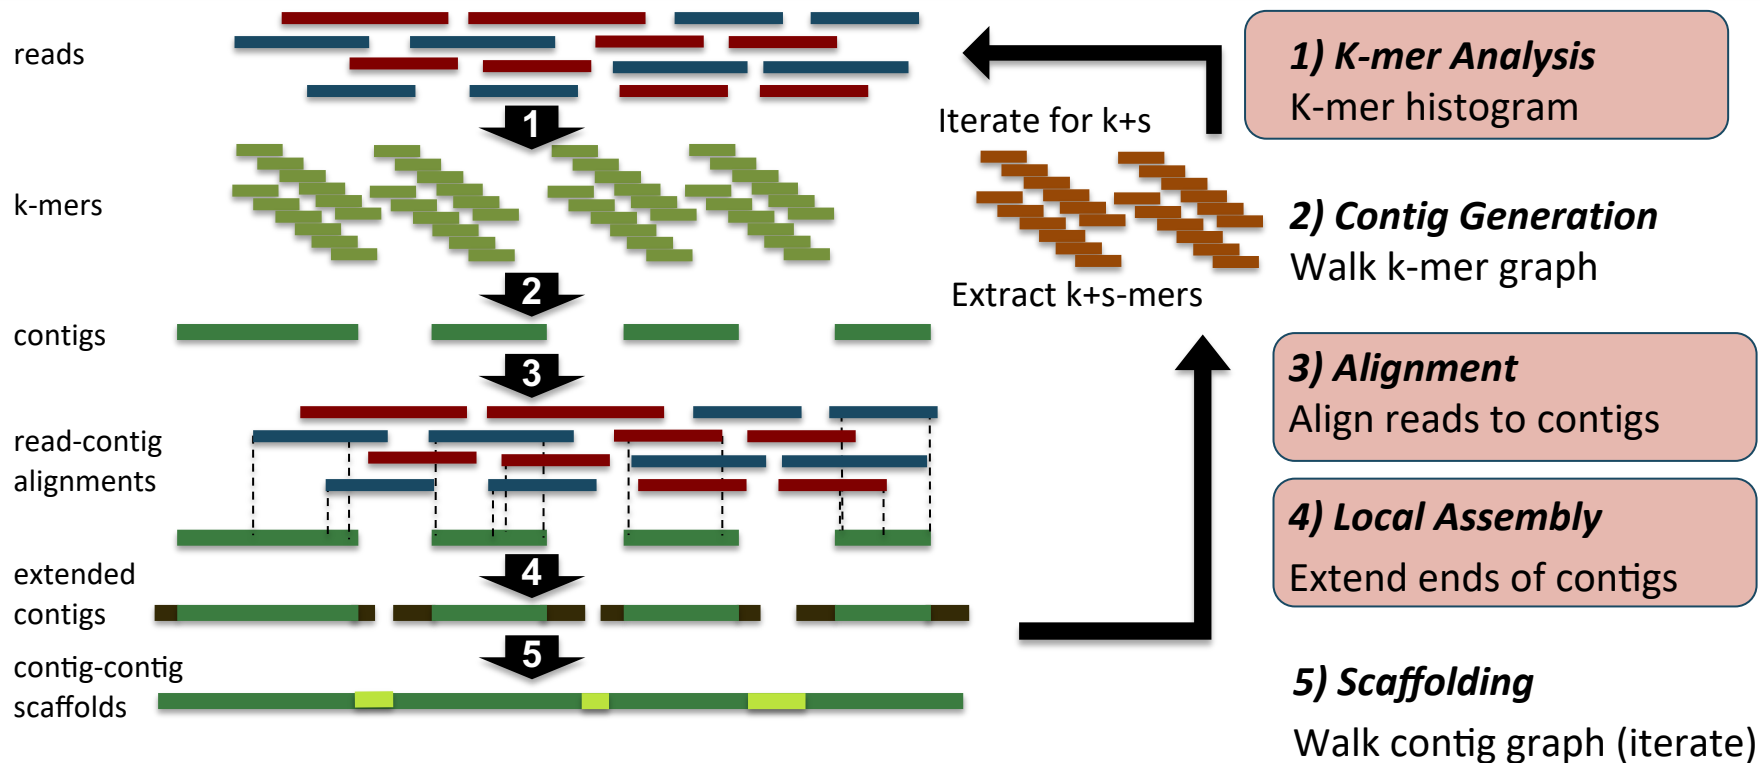 reads
1
k-mers
2
contigs
3
read-contig
alignments
extended
contigs
4
contig-contig
scaffolds
5
Iterate for k+s
Extract k+s-mers
1) K-mer Analysis
K-mer histogram
2) Contig Generation
Walk k-mer graph
3) Alignment
Align reads to contigs
4) Local Assembly
Extend ends of contigs
5) Scaffolding
Walk contig graph (iterate)